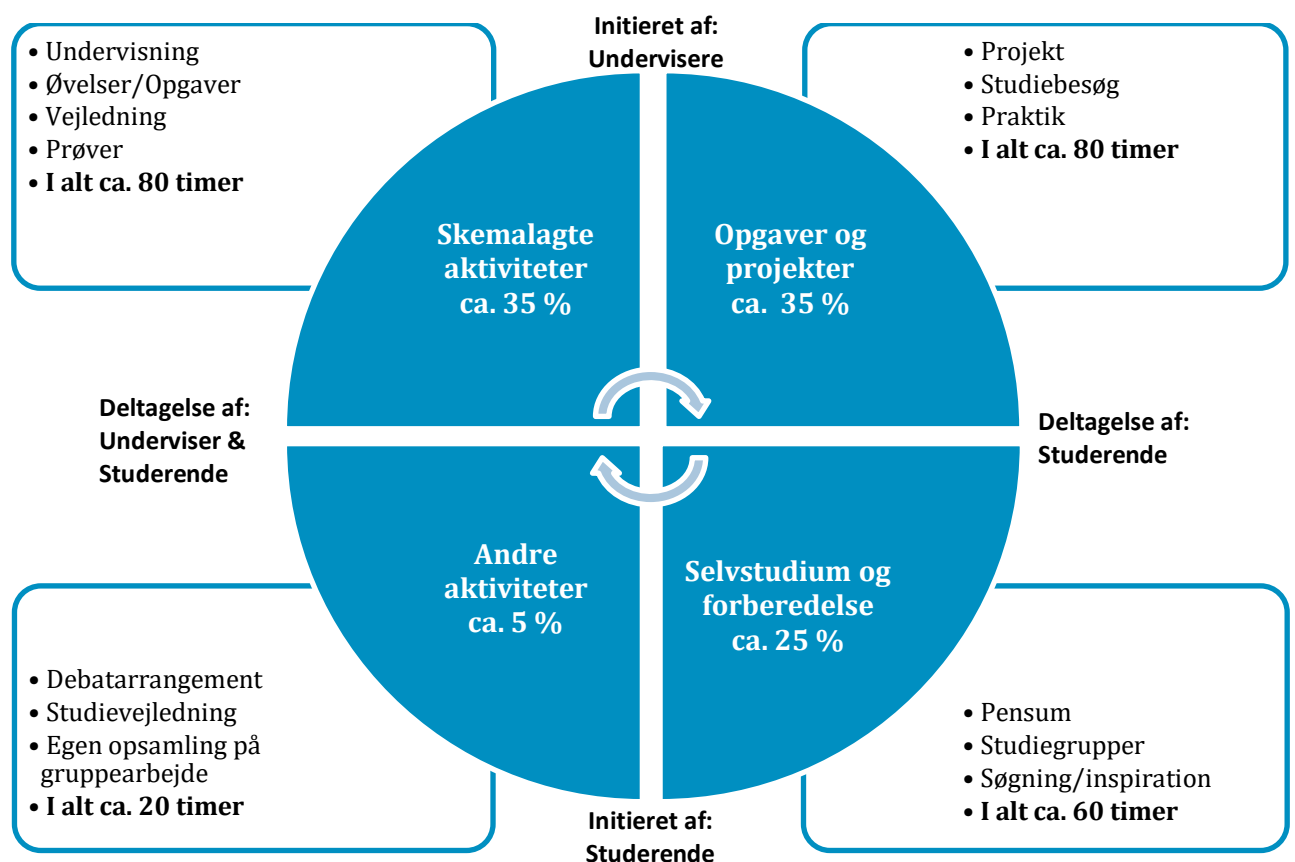 Initieret af:
Undervisere
• Undervisning
• Øvelser/Opgaver
• Vejledning
• Prøver
• I alt ca. 80 timer
• Projekt
• Studiebesøg
• Praktik
• I alt ca. 80 timer
Skemalagte
aktiviteter
ca. 35 %
Opgaver og
projekter
ca. 35 %
Deltagelse af:
Underviser &
Studerende
Deltagelse af:
Studerende
Andre
aktiviteter
ca. 5 %
Selvstudium og
forberedelse
ca. 25 %
• Debatarrangement
• Studievejledning
• Egen opsamling på
gruppearbejde
• I alt ca. 20 timer
• Pensum
• Studiegrupper
• Søgning/inspiration
• I alt ca. 60 timer
Initieret af:
Studerende